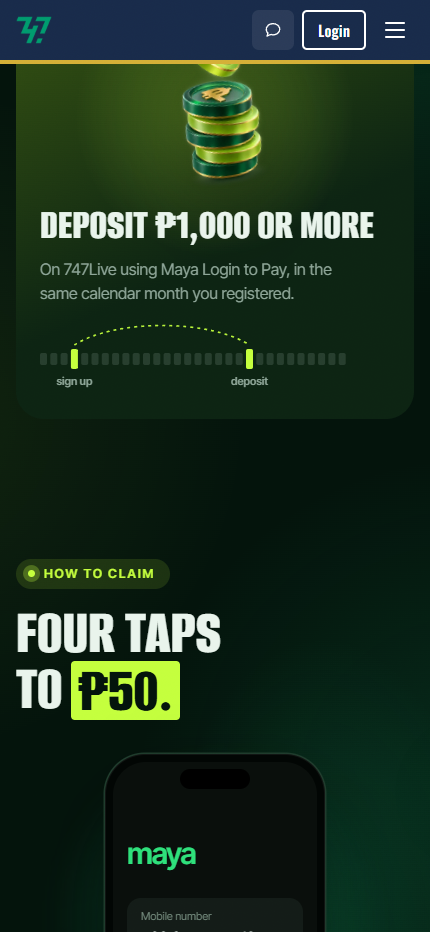 747
Login
DEPOSIT ₱1,000 OR MORE
On 747Live using Maya Login to Pay, in the
same calendar month you registered.
sign up
deposit
HOW TO CLAIM
FOUR TAPS
TO ₱50.
maya
Mobile number